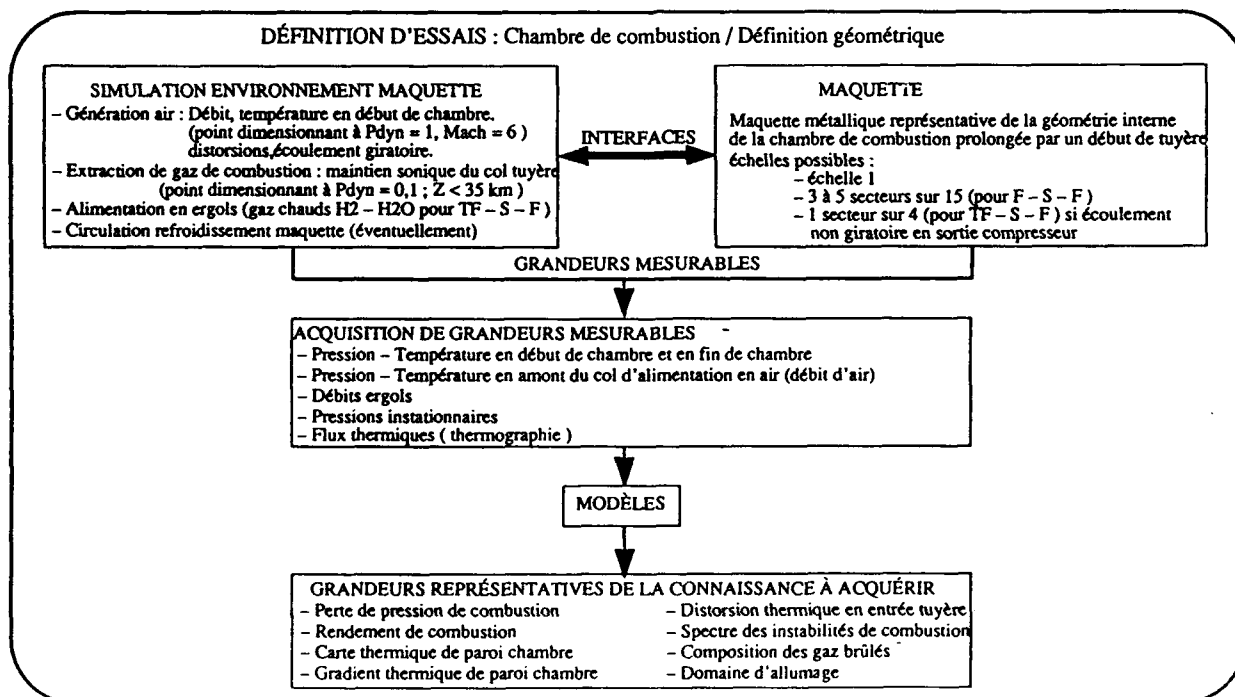 DÉFINITION D'ESSAIS : Chambre de combustion / Définition géométrique
SIMULATION ENVIRONNEMENT MAQUETTE
– Génération air : Débit, température en début de chambre.
(point dimensionnant à Pdyn = 1, Mach = 6 )
distorsions,écoulement giratoire.
– Extraction de gaz de combustion : maintien sonique du col tuyère
(point dimensionnant à Pdyn = 0,1 ; Z < 35 km )
– Alimentation en ergols (gaz chauds H2 – H2O pour TF – S – F )
– Circulation refroidissement maquette (éventuellement)
INTERFACES
MAQUETTE
Maquette métallique représentative de la géométrie interne
de la chambre de combustion prolongée par un début de tuyère
échelles possibles :
– échelle 1
– 3 à 5 secteurs sur 15 (pour F – S – F )
– 1 secteur sur 4 (pour TF – S – F ) si écoulement
non giratoire en sortie compresseur
GRANDEURS MESURABLES
ACQUISITION DE GRANDEURS MESURABLES
– Pression – Température en début de chambre et en fin de chambre
– Pression – Température en amont du col d'alimentation en air (débit d'air)
– Débits ergols
– Pressions instationnaires
– Flux thermiques ( thermographie )
MODÈLES
GRANDEURS REPRÉSENTATIVES DE LA CONNAISSANCE À ACQUÉRIR
– Perte de pression de combustion
– Rendement de combustion
– Carte thermique de paroi chambre
– Gradient thermique de paroi chambre
– Distorsion thermique en entrée tuyère
– Spectre des instabilités de combustion
– Composition des gaz brûlés
– Domaine d'allumage